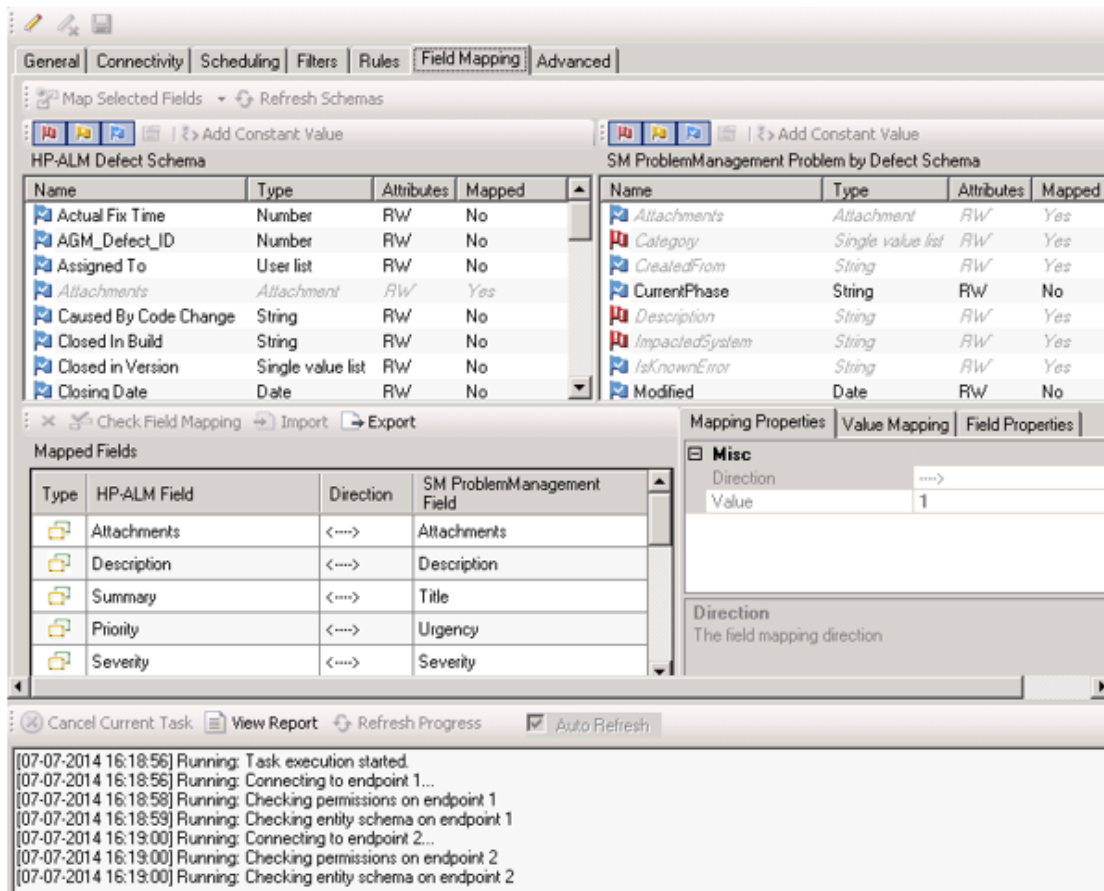 General Connectivity Scheduling Filters Rules Field Mapping Advanced
Map Selected Fields Refresh Schemas
Add Constant Value
HP-ALM Defect Schema
Name Type Attributes Mapped
Actual Fix Time Number RW No
AGM_Defect_ID Number RW No
Assigned To User list RW No
Attachments Attachment RW Yes
Caused By Code Change String RW No
Closed In Build String RW No
Closed in Version Single value list RW No
Closing Date Date RW No
Add Constant Value
SM ProblemManagement Problem by Defect Schema
Name Type Attributes Mapped
Attachments Attachment RW Yes
Category Single value list RW Yes
CreatedFrom String RW Yes
CurrentPhase String RW No
Description String RW Yes
ImpactedSystem String RW Yes
IsKnownError String RW Yes
Modified Date RW No
Check Field Mapping Import Export
Mapped Fields
Type HP-ALM Field Direction SM ProblemManagement
Field
Attachments <----> Attachments
Description <----> Description
Summary <----> Title
Priority <----> Urgency
Severity <----> Severity
Mapping Properties Value Mapping Field Properties
Misc
Direction ---->
Value 1
Direction
The field mapping direction
Cancel Current Task View Report Refresh Progress Auto Refresh
[07-07-2014 16:18:56] Running: Task execution started.
[07-07-2014 16:18:56] Running: Connecting to endpoint 1...
[07-07-2014 16:18:58] Running: Checking permissions on endpoint 1
[07-07-2014 16:18:59] Running: Checking entity schema on endpoint 1
[07-07-2014 16:19:00] Running: Connecting to endpoint 2...
[07-07-2014 16:19:00] Running: Checking permissions on endpoint 2
[07-07-2014 16:19:00] Running: Checking entity schema on endpoint 2